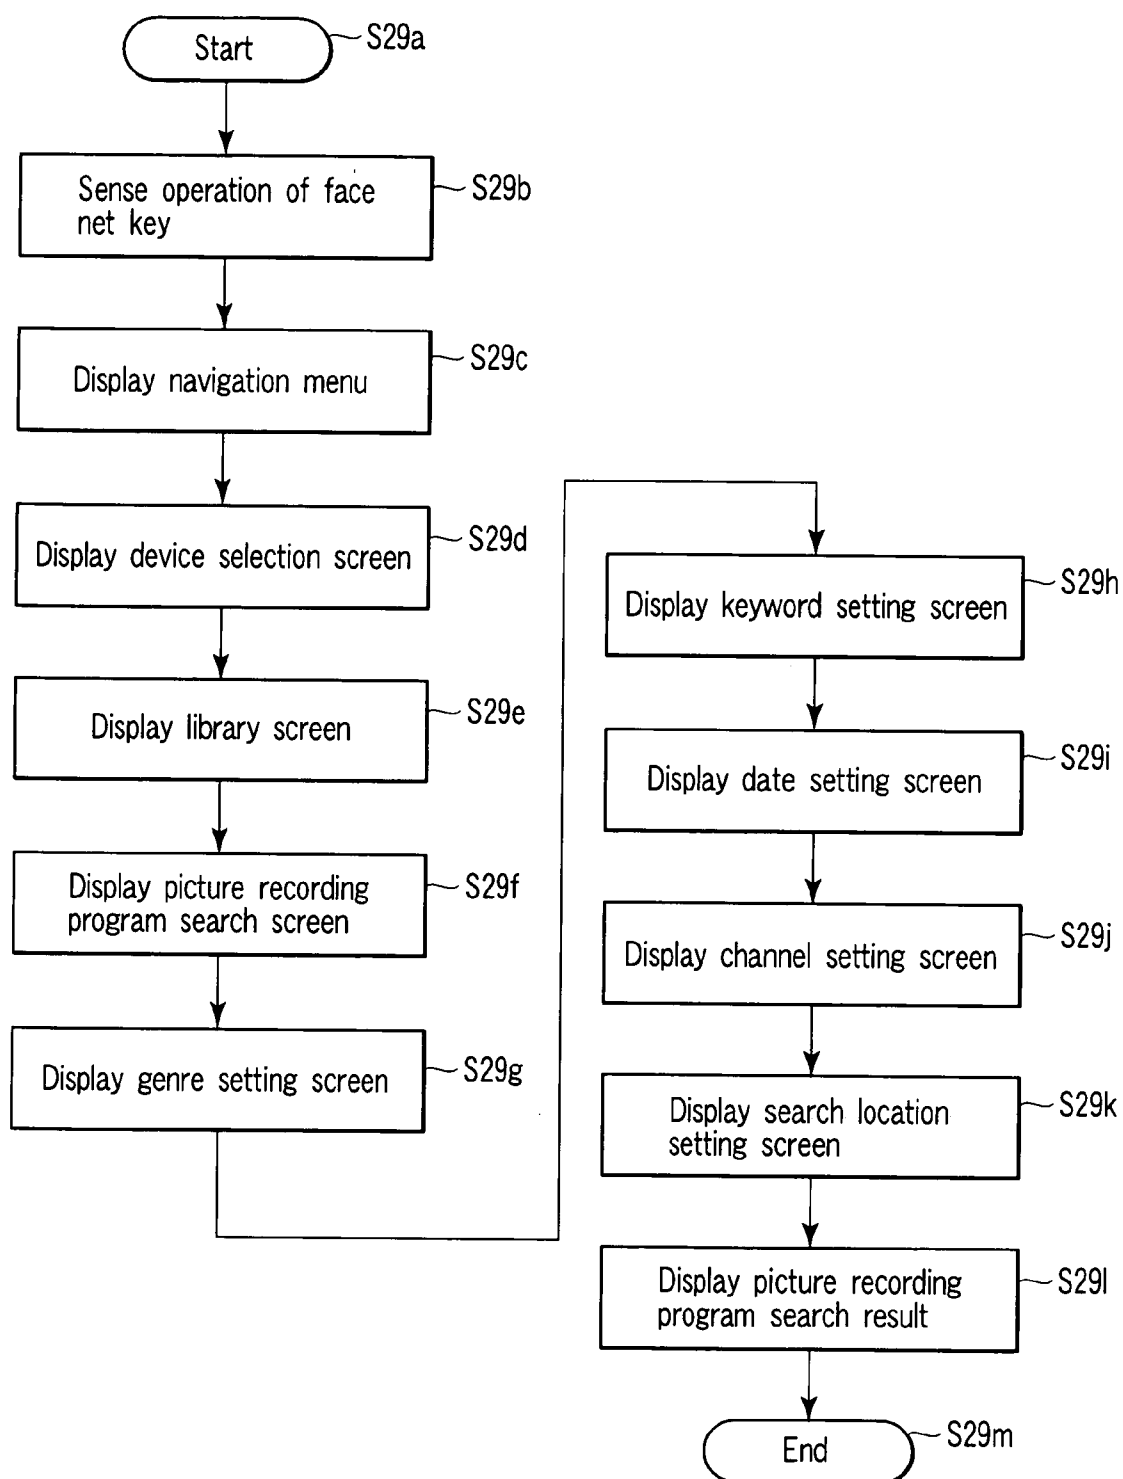 Start
S29a
Sense operation of face
net key
S29b
Display navigation menu
S29c
Display device selection screen
S29d
Display library screen
S29e
Display picture recording
program search screen
S29f
Display genre setting screen
S29g
Display keyword setting screen
S29h
Display date setting screen
S29i
Display channel setting screen
S29j
Display search location
setting screen
S29k
Display picture recording
program search result
S29l
End
S29m